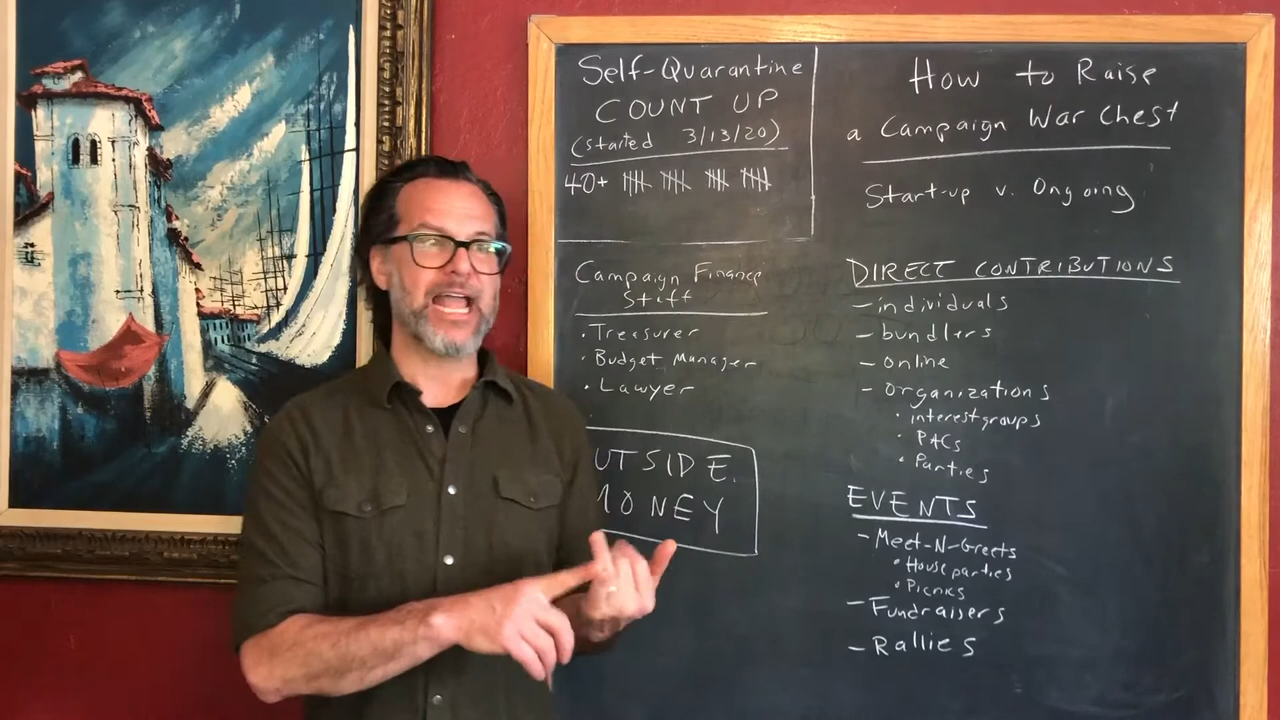 Self-Quarantine
COUNT UP
(started 3/13/20)
40+
Campaign Finance
Staff
• Treasurer
• Budget Manager
• Lawyer
UTSIDE
MONEY
How to Raise
a Campaign War Chest
Start-up v. Ongoing
DIRECT CONTRIBUTIONS
- individuals
- bundlers
- online
- organizations
• interest groups
• PACs
• Parties
EVENTS
- Meet-N-Greets
• House parties
• Picnics
- Fundraisers
- Rallies